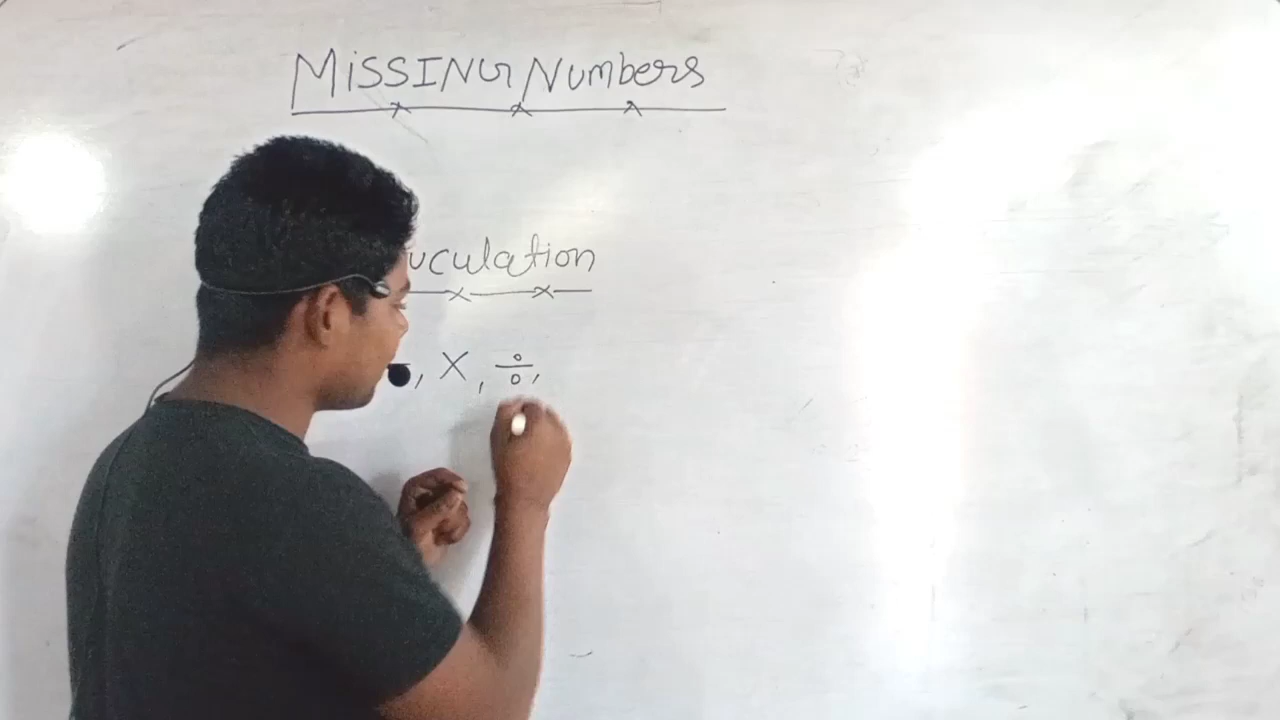 MiSSING Numbers
uculation
, X, ÷,